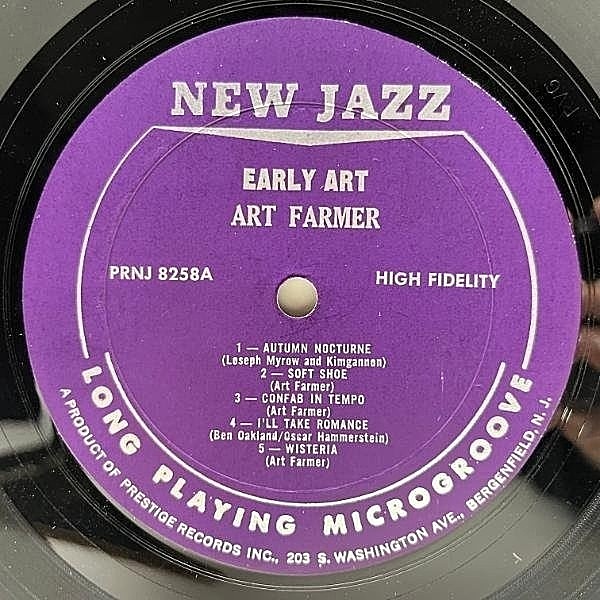 NEW JAZZ
EARLY ART
ART FARMER
PRNJ 8258A
HIGH FIDELITY
1 — AUTUMN NOCTURNE
(Loseph Myrow and Kimgannon)
2 — SOFT SHOE
(Art Farmer)
3 — CONFAB IN TEMPO
(Art Farmer)
4 — I'LL TAKE ROMANCE
(Ben Oakland/Oscar Hammerstein)
5 — WISTERIA
(Art Farmer)
LONG PLAYING MICROGROOVE
A PRODUCT OF PRESTIGE RECORDS INC., 203 S. WASHINGTON AVE., BERGENFIELD, N. J.